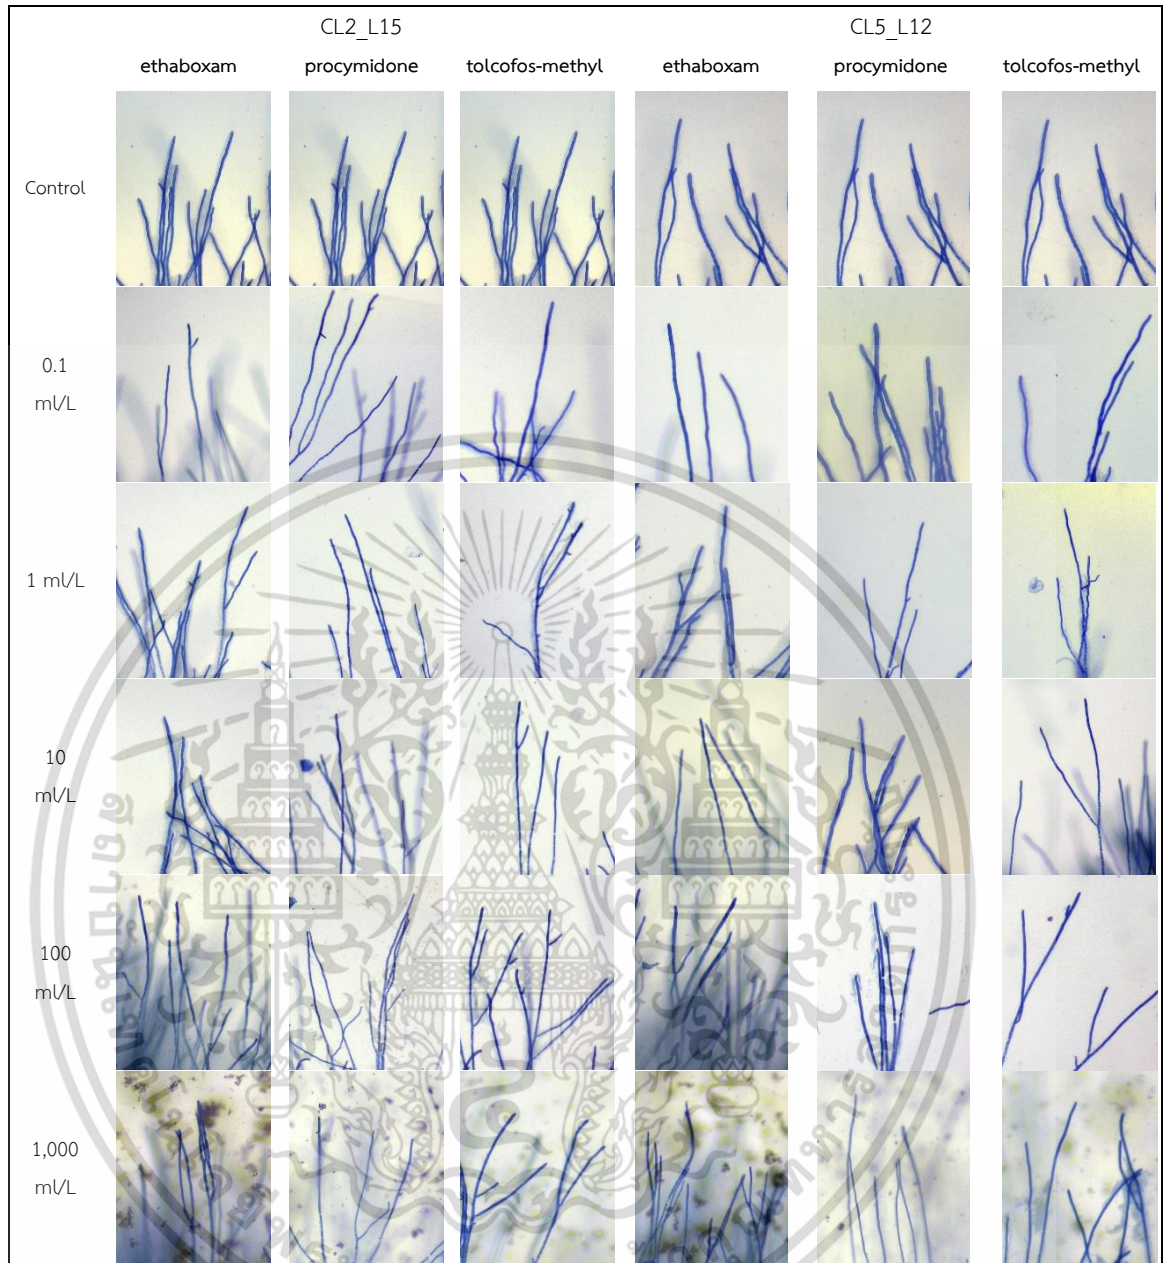 CL2_L15 CL5_L12
ethaboxam procymidone tolcofos-methyl ethaboxam procymidone tolcofos-methyl
Control
0.1
ml/L
1 ml/L
10
ml/L
100
ml/L
1,000
ml/L